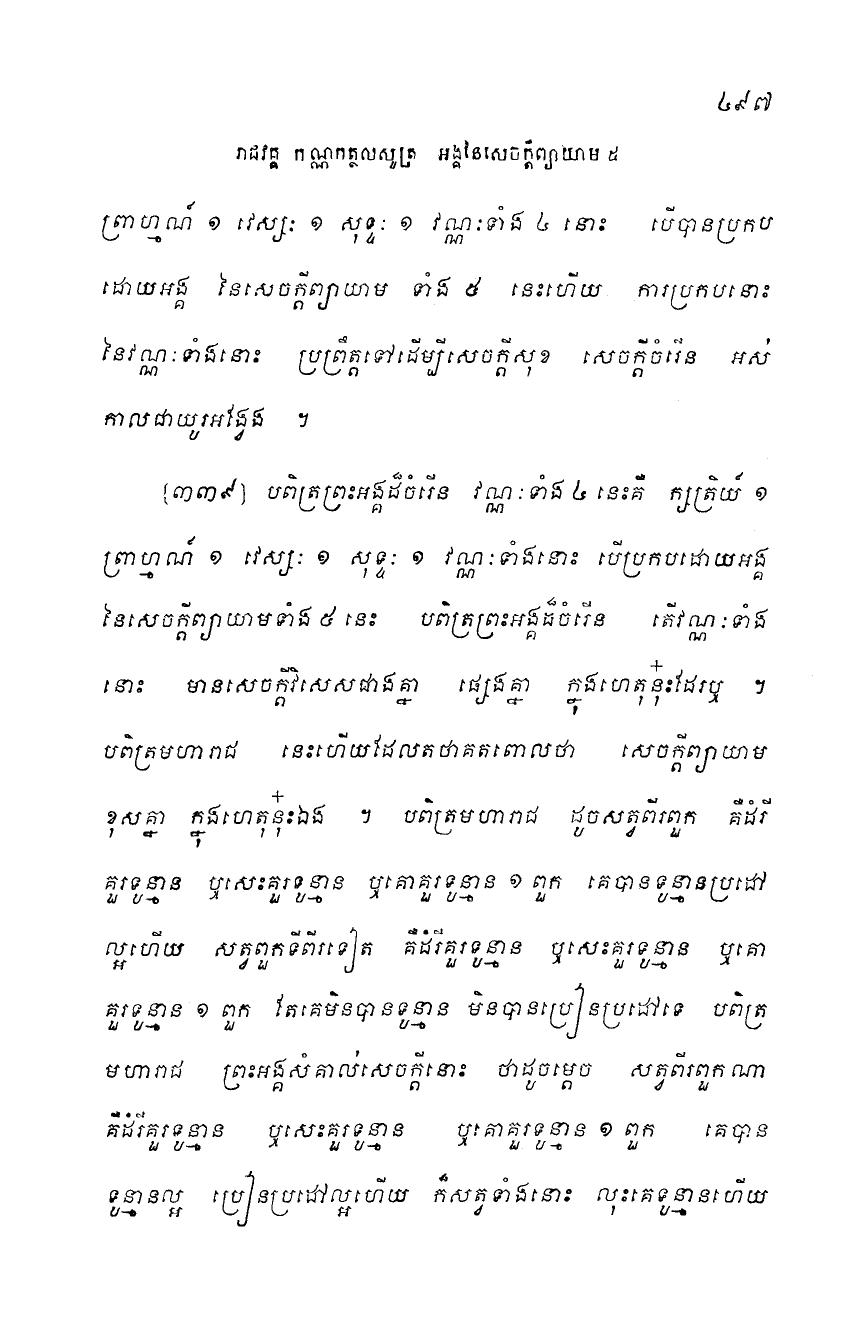 ៤៩៧
រាជវគ្គ កណ្ណកត្ថលសូត្រ អង្គនៃសេចក្តីព្យាយាម ៥
ព្រាហ្មណ៍ ១ វេស្សៈ ១ សុទ្ទៈ ១ វណ្ណៈទាំង ៤ នោះ បើបានប្រកប
ដោយអង្គ នៃសេចក្តីព្យាយាម ទាំង ៥ នេះហើយ ការប្រកបនោះ
នៃវណ្ណៈទាំងនោះ ប្រព្រឹត្តទៅដើម្បីសេចក្តីសុខ សេចក្តីចំរើន អស់
កាលជាយូរអង្វែង ។
[៣៣៩] បពិត្រព្រះអង្គដ៏ចំរើន វណ្ណៈទាំង ៤ នេះគឺ ក្សត្រិយ៍ ១
ព្រាហ្មណ៍ ១ វេស្សៈ ១ សុទ្ទៈ ១ វណ្ណៈទាំងនោះ បើប្រកបដោយអង្គ
នៃសេចក្តីព្យាយាមទាំង ៥ នេះ បពិត្រព្រះអង្គដ៏ចំរើន តើវណ្ណៈទាំង
នោះ មានសេចក្តីវិសេសជាងគ្នា ផ្សេងគ្នា ក្នុងហេតុនុ៎ះដែរឬ ។
បពិត្រមហារាជ នេះហើយដែលតថាគតពោលថា សេចក្តីព្យាយាម
ខុសគ្នា ក្នុងហេតុនុ៎ះឯង ។ បពិត្រមហារាជ ដូចសត្វពីរពួក គឺដំរី
គួរទូន្មាន ឬសេះគួរទូន្មាន ឬគោគួរទូន្មាន ១ ពួក គេបានទូន្មានប្រដៅ
ល្អហើយ សត្វពួកទីពីរទៀត គឺដំរីគួរទូន្មាន ឬសេះគួរទូន្មាន ឬគោ
គួរទូន្មាន ១ ពួក តែគេមិនបានទូន្មាន មិនបានប្រៀនប្រដៅទេ បពិត្រ
មហារាជ ព្រះអង្គសំគាល់សេចក្តីនោះ ថាដូចម្តេច សត្វពីរពួកណា
គឺដំរីគួរទូន្មាន ឬសេះគួរទូន្មាន ឬគោគួរទូន្មាន ១ ពួក គេបាន
ទូន្មានល្អ ប្រៀនប្រដៅល្អហើយ ក៏សត្វទាំងនោះ លុះគេទូន្មានហើយ